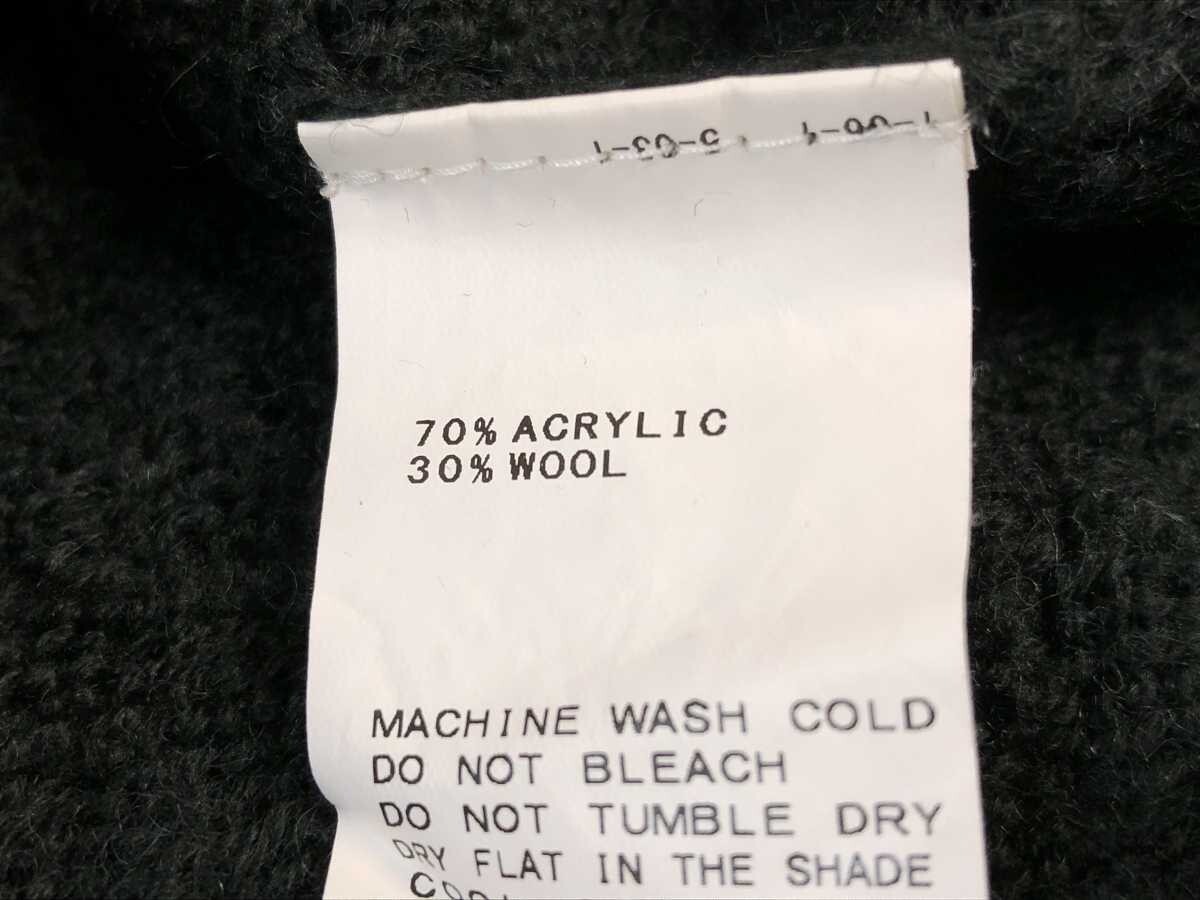 70% ACRYLIC
30% WOOL
MACHINE WASH COLD
DO NOT BLEACH
DO NOT TUMBLE DRY
DRY FLAT IN THE SHADE